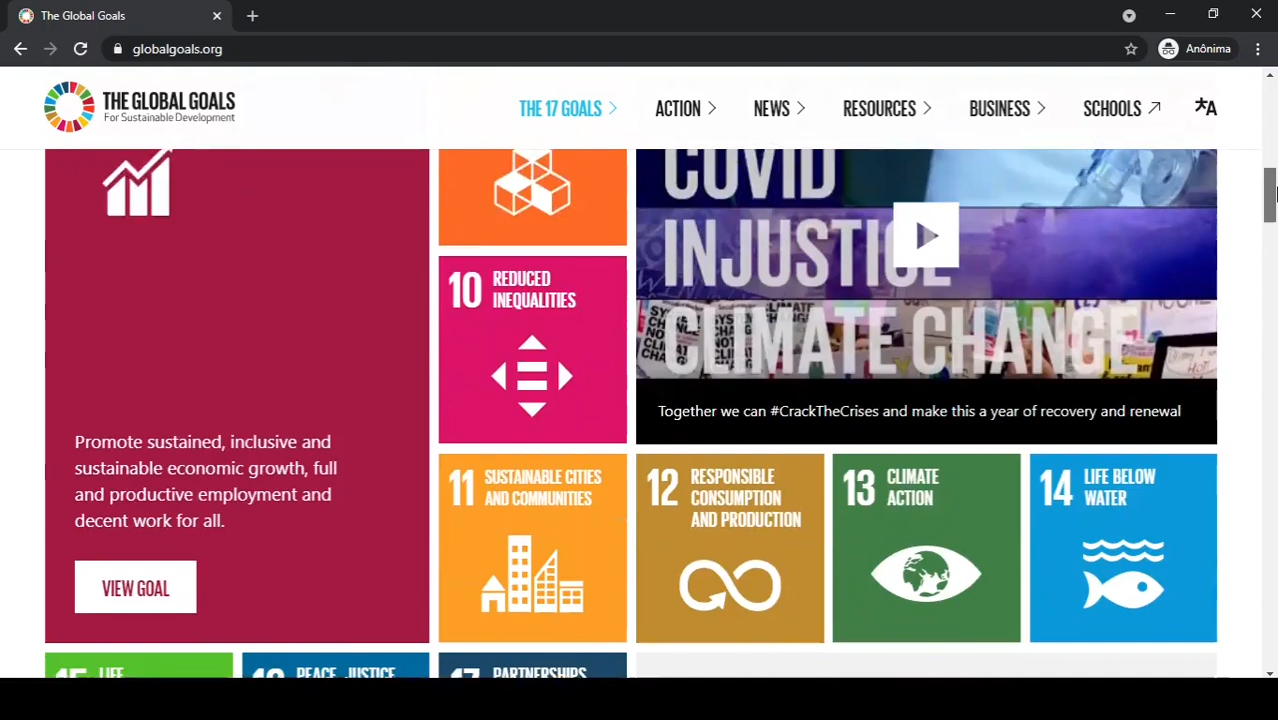 The Global Goals
globalgoals.org
Anônima
THE GLOBAL GOALS
For Sustainable Development
THE 17 GOALS
ACTION
NEWS
RESOURCES
BUSINESS
SCHOOLS
COVID
INJUSTICE
CLIMATE CHANGE
Together we can #CrackTheCrises and make this a year of recovery and renewal
10 REDUCED
INEQUALITIES
Promote sustained, inclusive and
sustainable economic growth, full
and productive employment and
decent work for all.
VIEW GOAL
11 SUSTAINABLE CITIES
AND COMMUNITIES
12 RESPONSIBLE
CONSUMPTION
AND PRODUCTION
13 CLIMATE
ACTION
14 LIFE BELOW
WATER
15 LIFE
16 PEACE, JUSTICE
17 PARTNERSHIPS